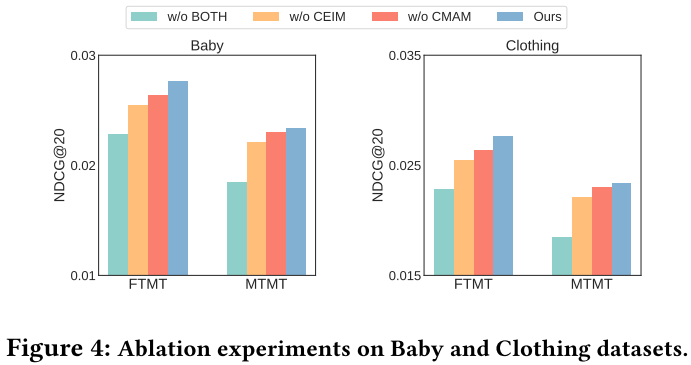 w/o BOTH w/o CEIM w/o CMAM Ours
Baby Clothing
0.03 0.035
NDCG@20 0.02 NDCG@20 0.025
0.01 0.015
FTMT MTMT FTMT MTMT
Figure 4: Ablation experiments on Baby and Clothing datasets.